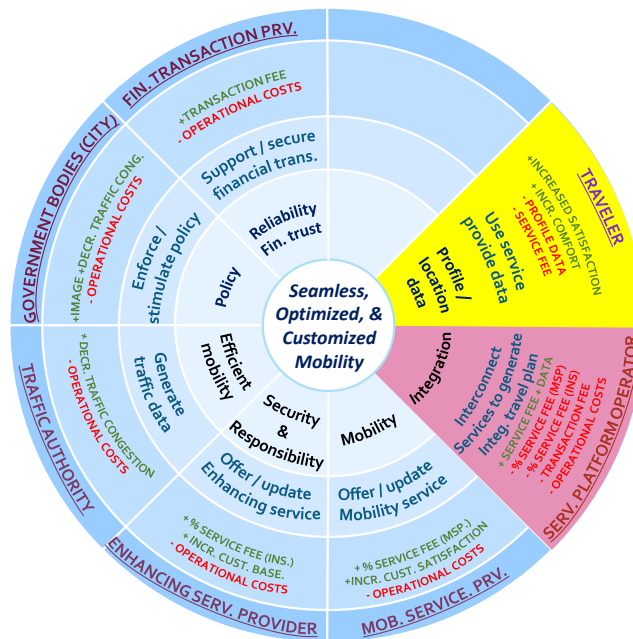 FIN. TRANSACTION PRV.
+TRANSACTION FEE
- OPERATIONAL COSTS
Support / secure
financial trans.
Reliability
Fin. trust
TRAVELER
+INCREASED SATISFACTION
+ INCR. COMFORT
- PROFILE DATA
- SERVICE FEE
Use service
provide data
Profile /
location
data
SERV. PLATFORM OPERATOR
+ SERVICE FEE + DATA
- % SERVICE FEE (MSP)
- % SERVICE FEE (INS)
- TRANSACTION FEE
- OPERATIONAL COSTS
Interconnect
Services to generate
Integ. travel plan
Integration
MOB. SERVICE. PRV.
+ % SERVICE FEE (MSP.)
+INCR. CUST. SATISFACTION
- OPERATIONAL COSTS
Offer / update
Mobility service
Mobility
ENHANCING SERV. PROVIDER
+ % SERVICE FEE (INS.)
+ INCR. CUST. BASE.
- OPERATIONAL COSTS
Offer / update
Enhancing service
Security
&
Responsibility
TRAFFIC AUTHORITY
+ DECR. TRAFFIC CONGESTION
- OPERATIONAL COSTS
Generate
traffic data
Efficient
mobility
GOVERNMENT BODIES (CITY)
+IMAGE +DECR. TRAFFIC CONG.
- OPERATIONAL COSTS
Enforce /
stimulate policy
Policy
Seamless,
Optimized, &
Customized
Mobility